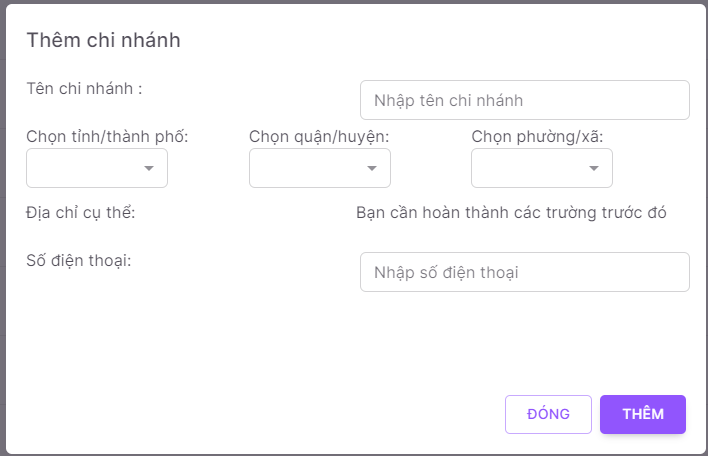 Thêm chi nhánh
Tên chi nhánh :
Nhập tên chi nhánh
Chọn tỉnh/thành phố: Chọn quận/huyện: Chọn phường/xã:
Địa chỉ cụ thể:
Bạn cần hoàn thành các trường trước đó
Số điện thoại:
Nhập số điện thoại
ĐÓNG THÊM